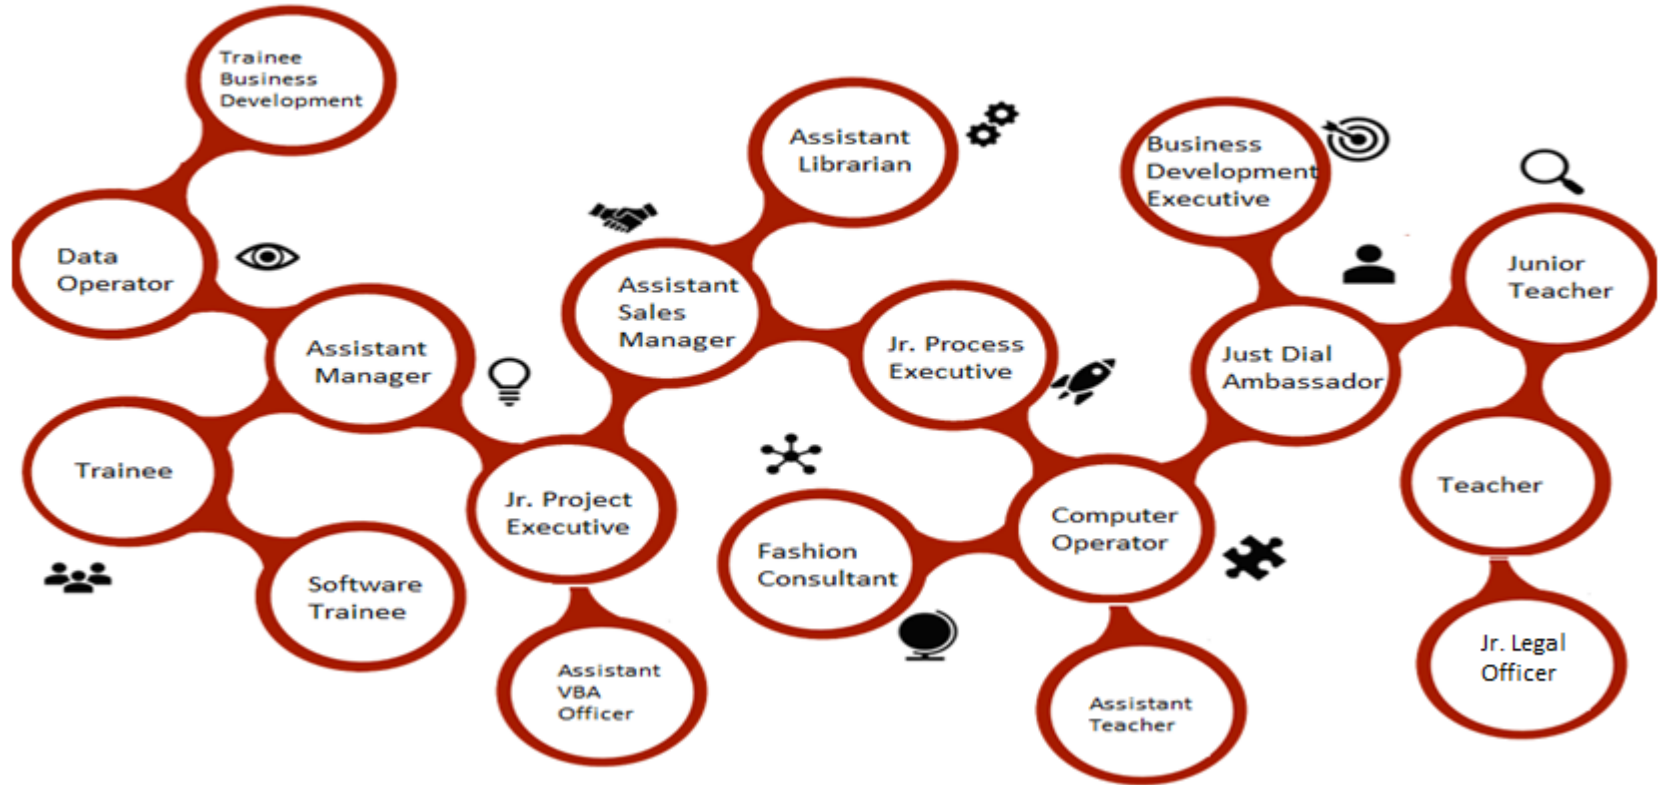 Trainee
Business
Development
Data
Operator
Assistant
Manager
Trainee
Software
Trainee
Jr. Project
Executive
Assistant
VBA
Officer
Assistant
Sales
Manager
Assistant
Librarian
Jr. Process
Executive
Fashion
Consultant
Computer
Operator
Assistant
Teacher
Business
Development
Executive
Just Dial
Ambassador
Junior
Teacher
Teacher
Jr. Legal
Officer